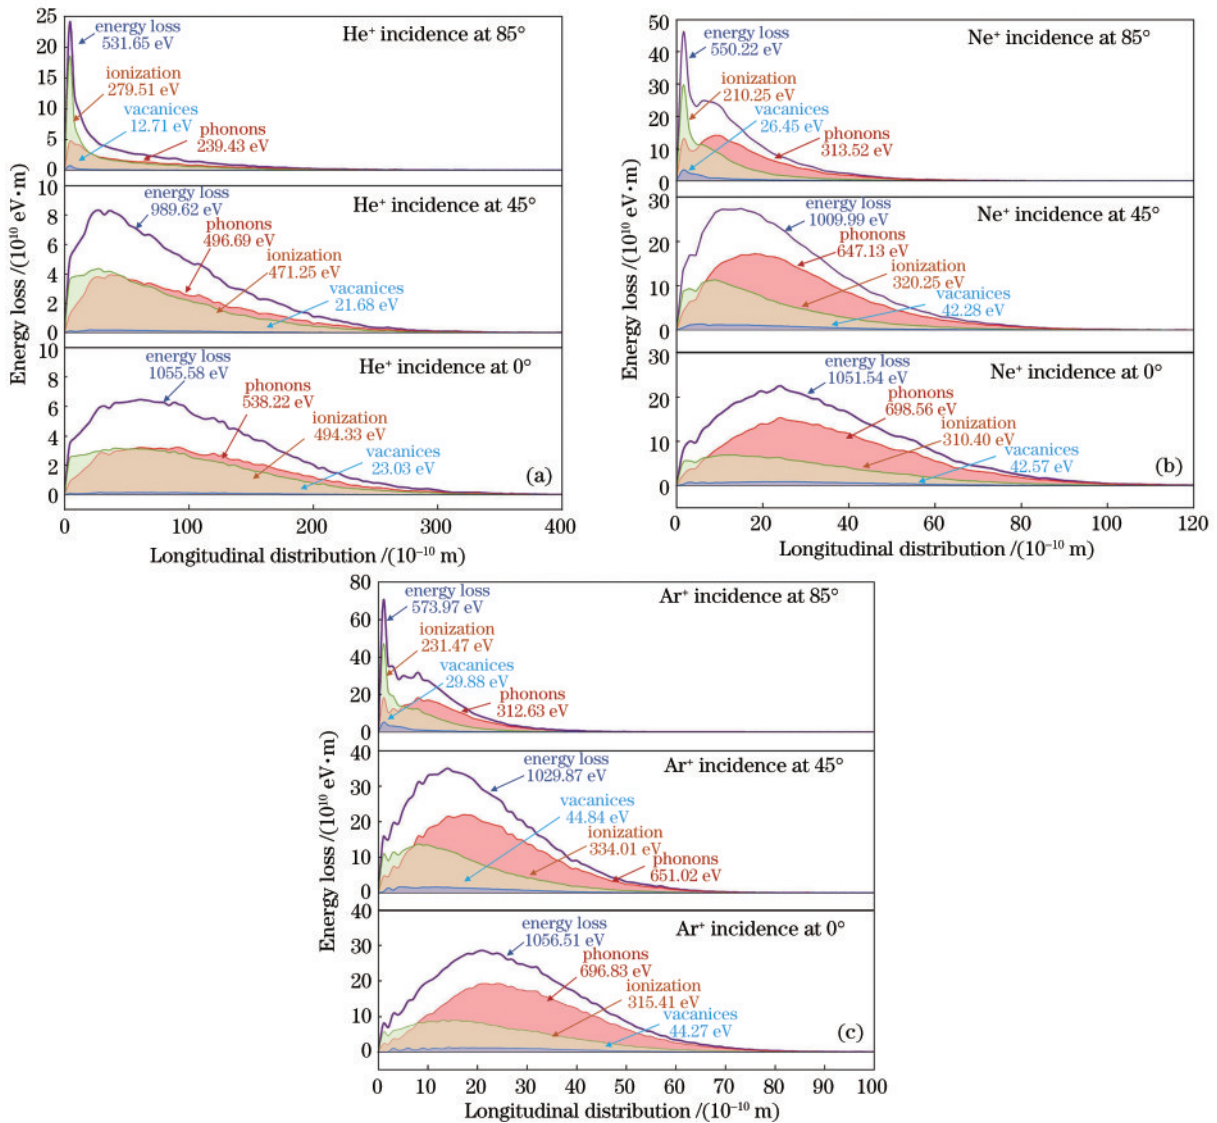 25
20
15
10
5
0
energy loss
531.65 eV
He⁺ incidence at 85°
ionization
279.51 eV
vacanices
12.71 eV
phonons
239.43 eV
10
8
6
4
2
0
energy loss
989.62 eV
He⁺ incidence at 45°
phonons
496.69 eV
ionization
471.25 eV
vacanices
21.68 eV
10
8
6
4
2
0
energy loss
1055.58 eV
He⁺ incidence at 0°
phonons
538.22 eV
ionization
494.33 eV
vacanices
23.03 eV
(a)
Energy loss /(10¹⁰ eV·m)
0 100 200 300 400
Longitudinal distribution /(10⁻¹⁰ m)
50
40
30
20
10
0
energy loss
550.22 eV
Ne⁺ incidence at 85°
ionization
210.25 eV
vacanices
26.45 eV
phonons
313.52 eV
30
20
10
0
energy loss
1009.99 eV
Ne⁺ incidence at 45°
phonons
647.13 eV
ionization
320.25 eV
vacanices
42.28 eV
30
20
10
0
energy loss
1051.54 eV
Ne⁺ incidence at 0°
phonons
698.56 eV
ionization
310.40 eV
vacanices
42.57 eV
(b)
Energy loss /(10¹⁰ eV·m)
0 20 40 60 80 100 120
Longitudinal distribution /(10⁻¹⁰ m)
80
60
40
20
0
energy loss
573.97 eV
Ar⁺ incidence at 85°
ionization
231.47 eV
vacanices
29.88 eV
phonons
312.63 eV
40
30
20
10
0
energy loss
1029.87 eV
Ar⁺ incidence at 45°
vacanices
44.84 eV
ionization
334.01 eV
phonons
651.02 eV
40
30
20
10
0
energy loss
1056.51 eV
Ar⁺ incidence at 0°
phonons
696.83 eV
ionization
315.41 eV
vacanices
44.27 eV
(c)
Energy loss /(10¹⁰ eV·m)
0 10 20 30 40 50 60 70 80 90 100
Longitudinal distribution /(10⁻¹⁰ m)